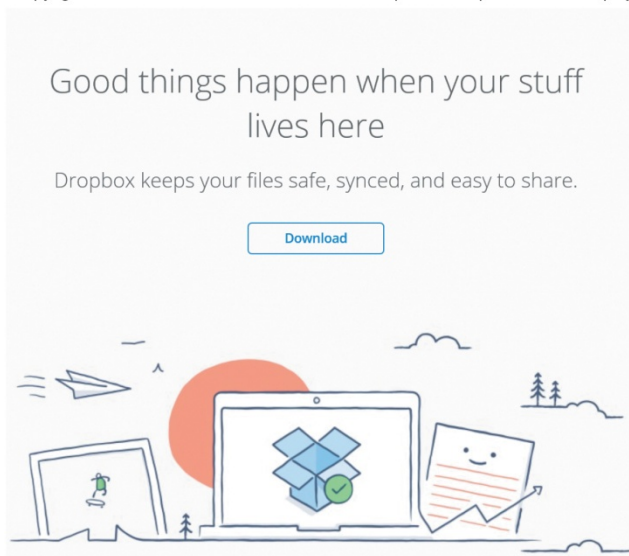 Good things happen when your stuff
lives here
Dropbox keeps your files safe, synced, and easy to share.
Download